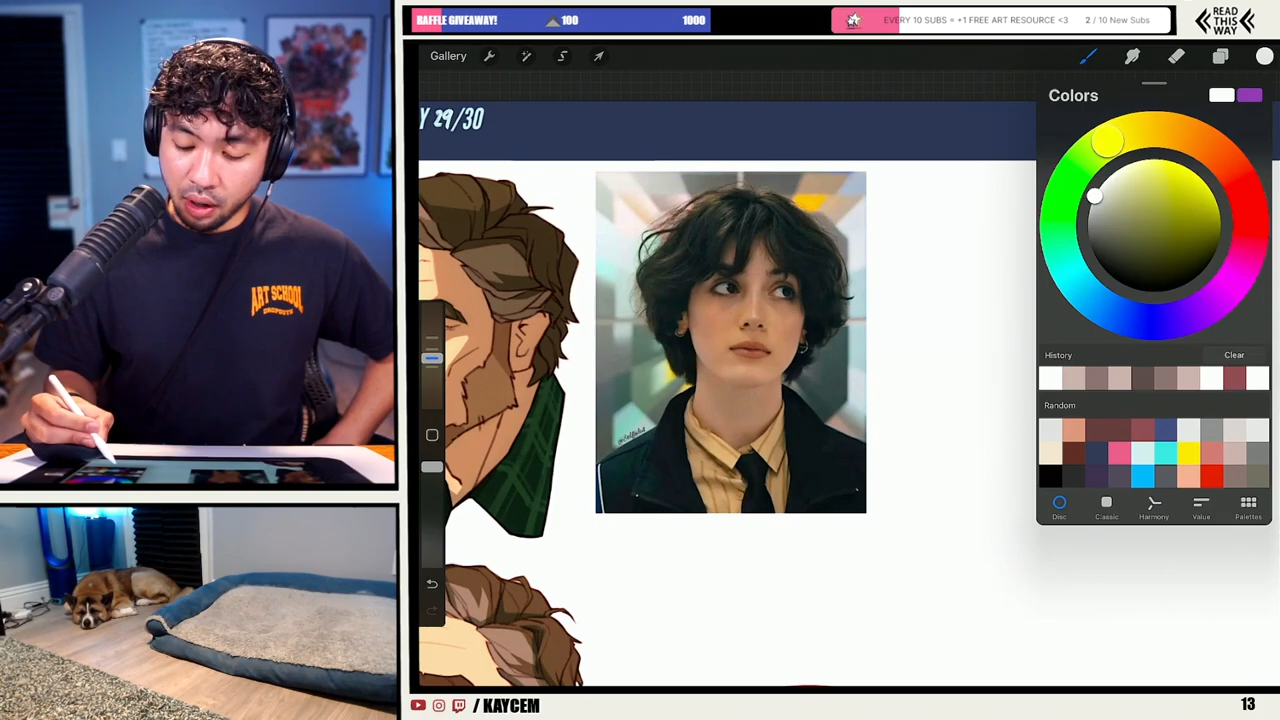 RAFFLE GIVEAWAY!
100
1000
EVERY 10 SUBS = +1 FREE ART RESOURCE <3
2 / 10 New Subs
READ
THIS
WAY
Gallery
Colors
Y 29/30
ART SCHOOL
DROPOUTS
History
Clear
Random
Disc
Classic
Harmony
Value
Palettes
/ KAYCEM
13